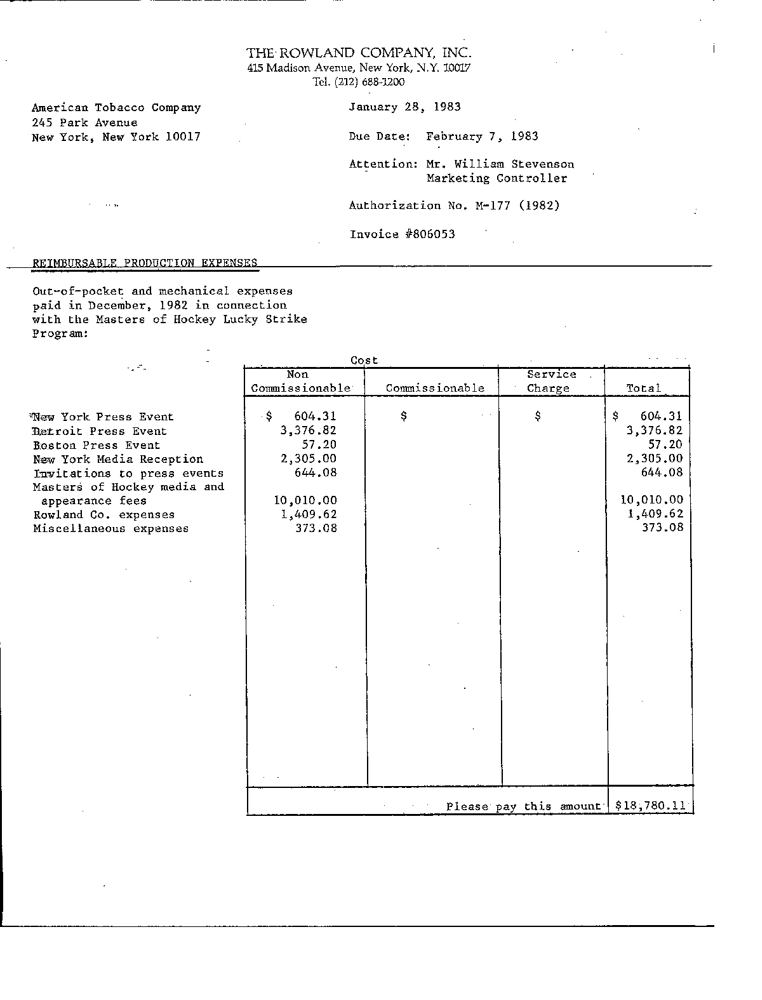 THE ROWLAND COMPANY, INC.
415 Madison Avenue, New York, N.Y. 10017
Tel. (212) 688-1200
American Tobacco Company
245 Park Avenue
New York, New York 10017
January 28, 1983
Due Date: February 7, 1983
Attention: Mr. William Stevenson
Marketing Controller
Authorization No. M-177 (1982)
Invoice #806053
REIMBURSABLE PRODUCTION EXPENSES
Out-of-pocket and mechanical expenses
paid in December, 1982 in connection
with the Masters of Hockey Lucky Strike
Program:
Cost
Non Commissionable Commissionable Service Charge Total
New York Press Event $ 604.31 $ $ $ 604.31
Detroit Press Event 3,376.82 3,376.82
Boston Press Event 57.20 57.20
New York Media Reception 2,305.00 2,305.00
Invitations to press events 644.08 644.08
Masters of Hockey media and
appearance fees 10,010.00 10,010.00
Rowland Co. expenses 1,409.62 1,409.62
Miscellaneous expenses 373.08 373.08
Please pay this amount $18,780.11